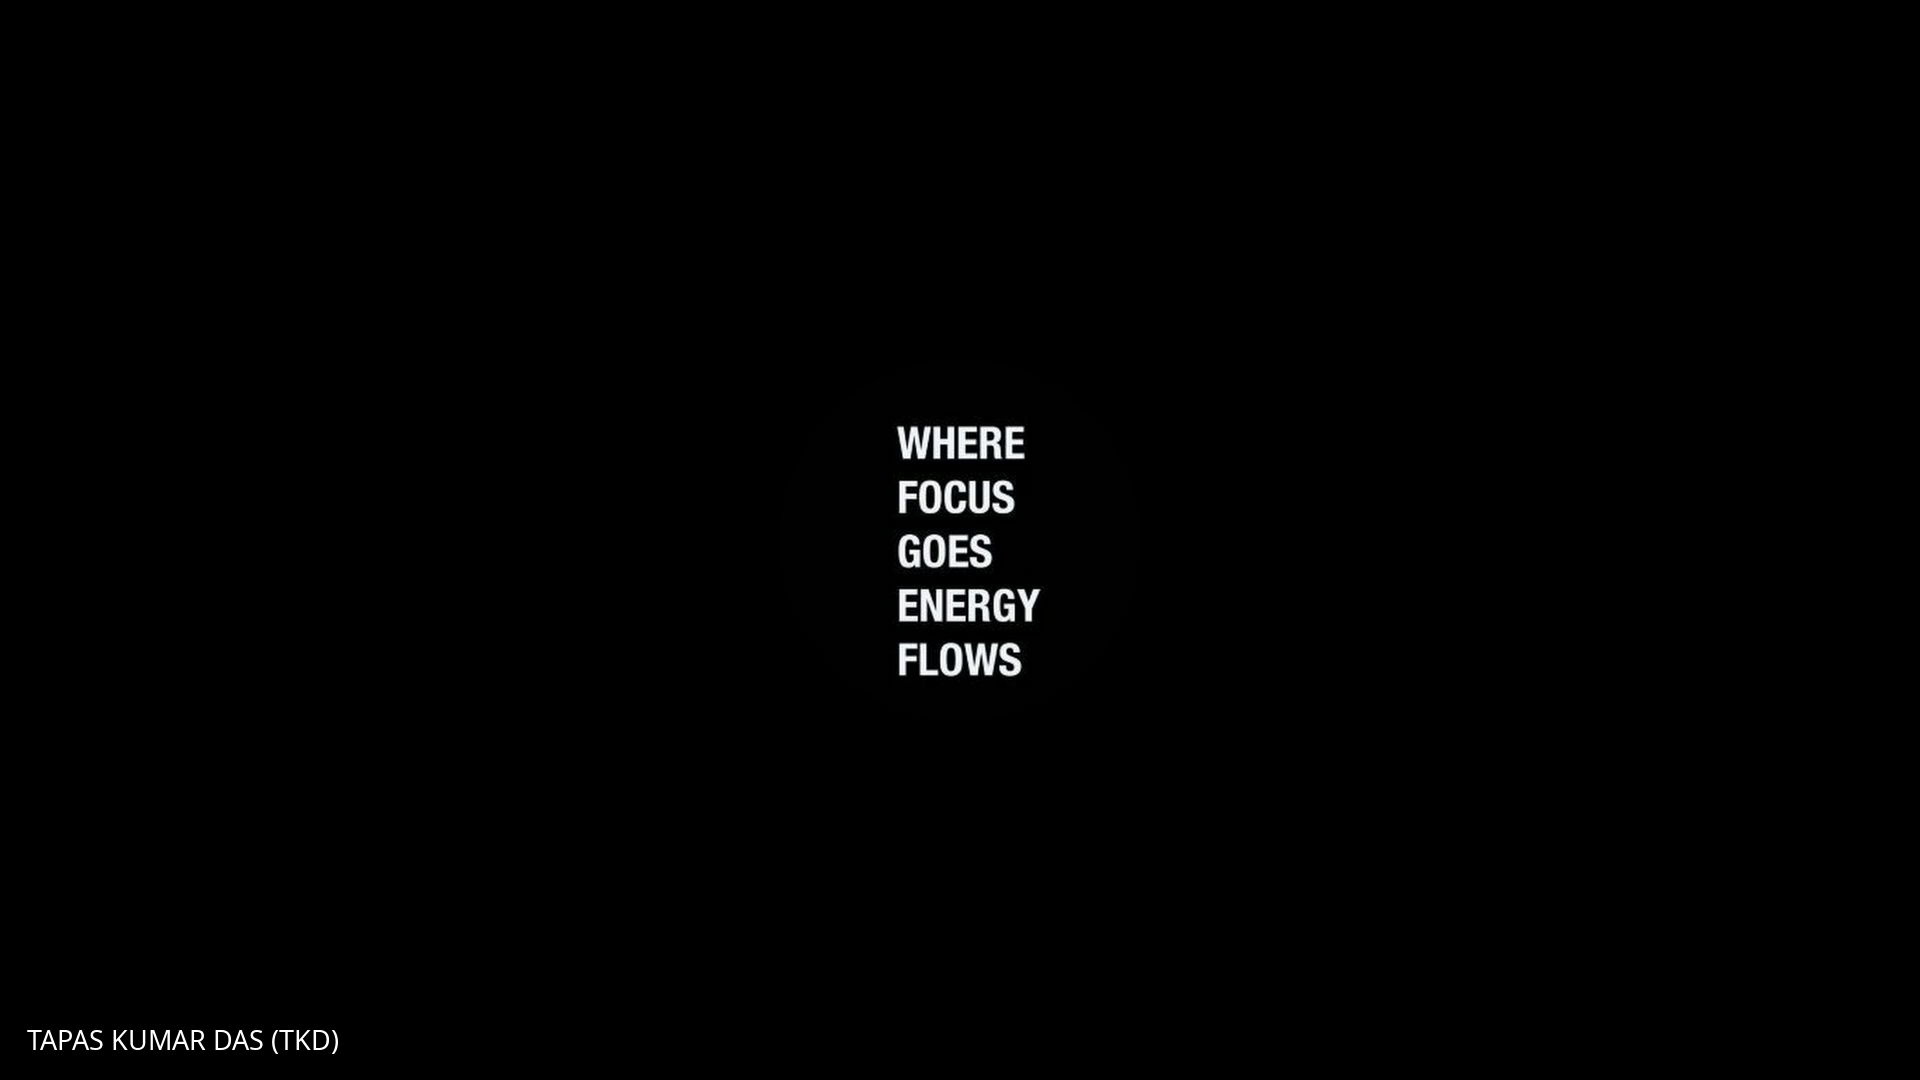 WHERE
FOCUS
GOES
ENERGY
FLOWS
TAPAS KUMAR DAS (TKD)